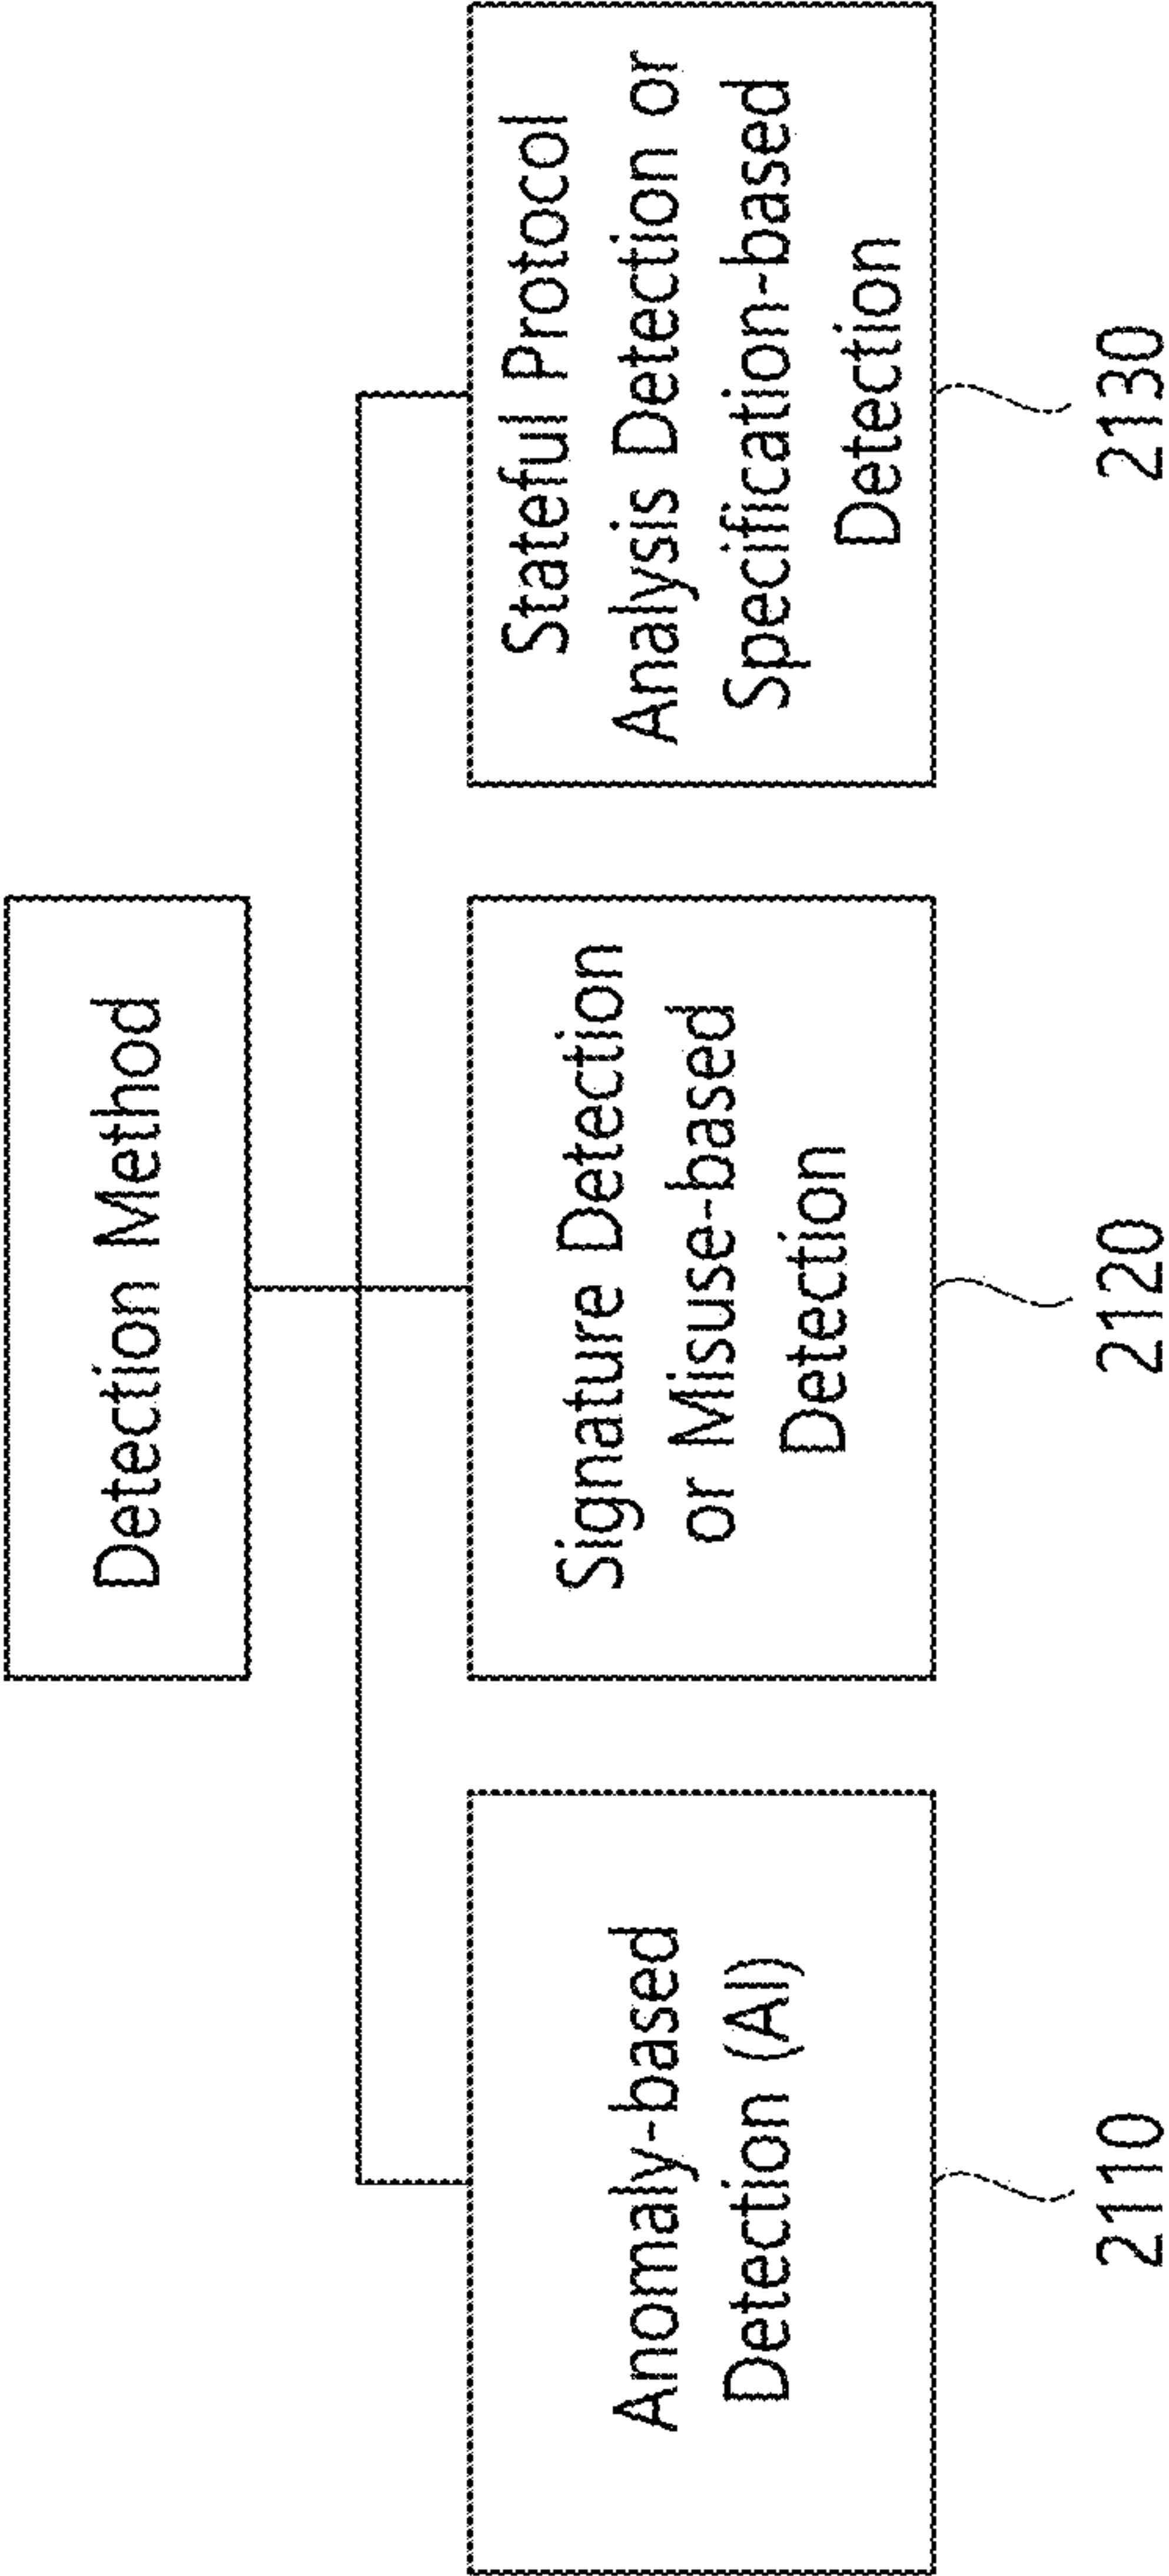 Detection Method
Anomaly-based
Detection (AI)
2110
Signature Detection
or Misuse-based
Detection
2120
Stateful Protocol
Analysis Detection or
Specification-based
Detection
2130